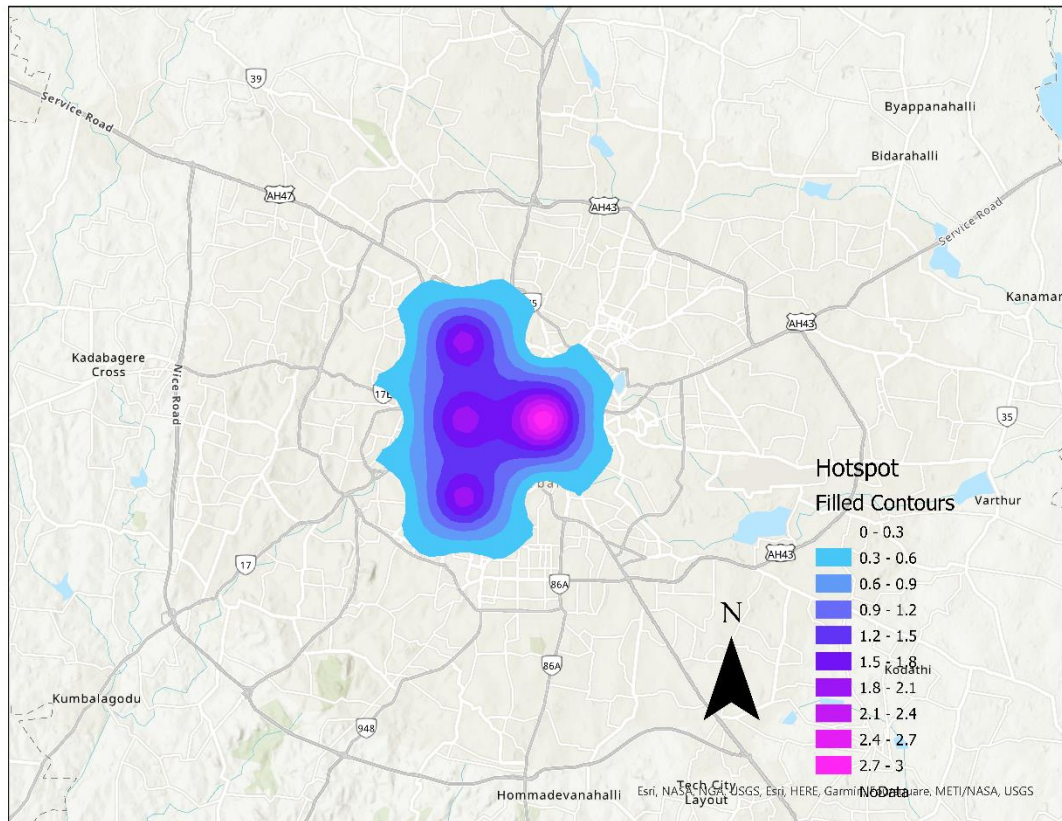 39
Service Road
Byappanahalli
Bidarahalli
AH47
AH43
Service Road
Kanamar
AH43
Kadabagere
Cross
Nice Road
17E
35
Hotspot
Filled Contours
0 - 0.3
0.3 - 0.6
0.6 - 0.9
0.9 - 1.2
1.2 - 1.5
1.5 - 1.8
1.8 - 2.1
2.1 - 2.4
2.4 - 2.7
2.7 - 3
NoData
Varthur
AH43
17
86A
N
86A
Kodathi
Kumbalagodu
948
Hommadevanahalli
Tech City
Layout
Esri, NASA, NGA, USGS, Esri, HERE, Garmin, Foursquare, METI/NASA, USGS